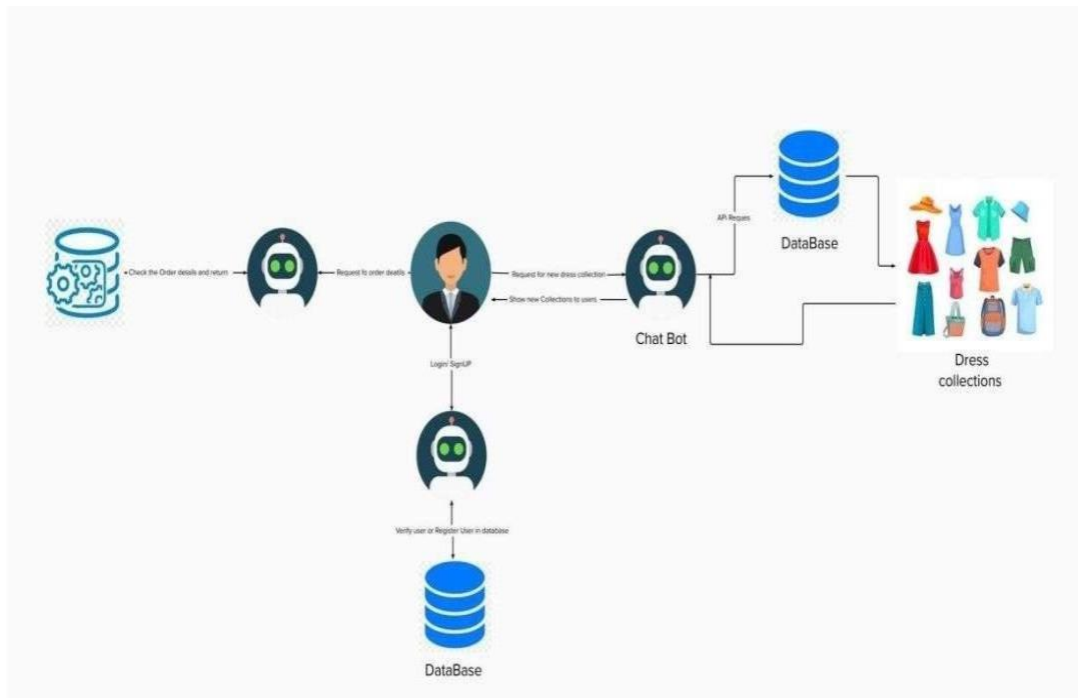 API Reques
DataBase
Check the Order details and return
Request to order deatils
Request for new dress collection
Show new Collections to users
Chat Bot
Dress
collections
Login/ SignUP
Verify user or Register User in database
DataBase